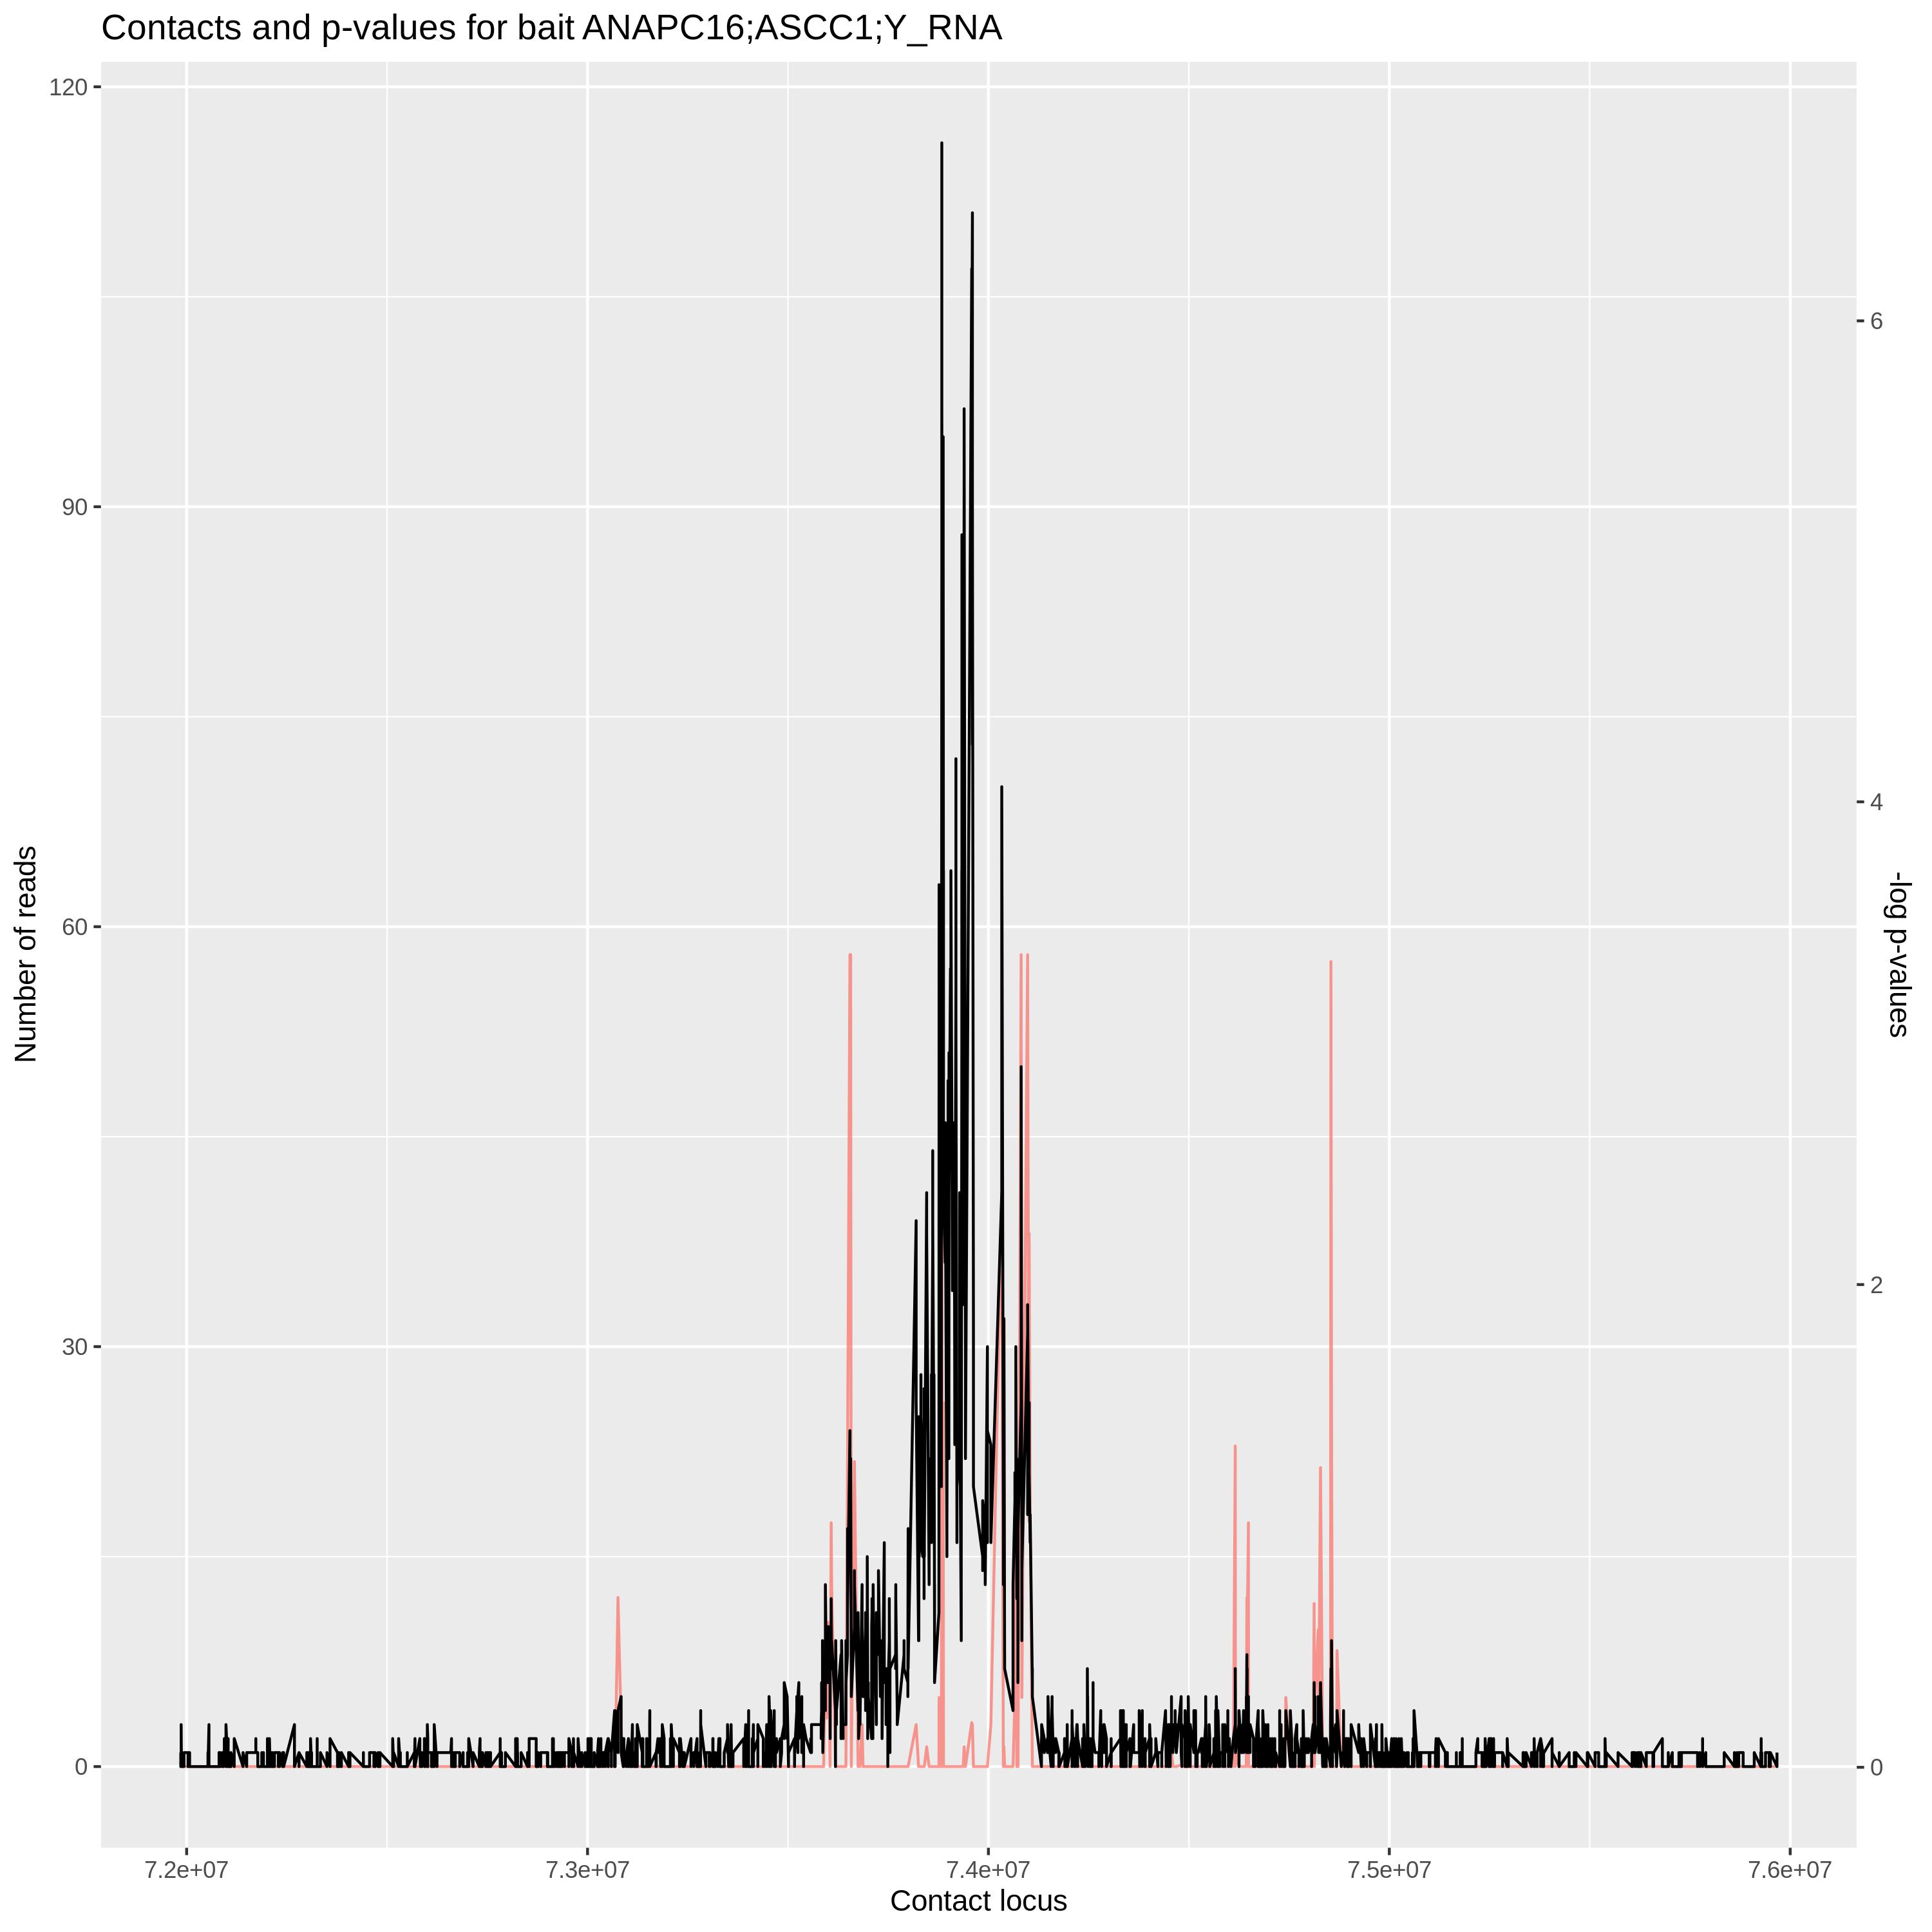 Contacts and p-values for bait ANAPC16;ASCC1;Y_RNA
120
90
60
30
0
Number of reads
6
4
2
0
-log p-values
7.2e+07
7.3e+07
7.4e+07
7.5e+07
7.6e+07
Contact locus